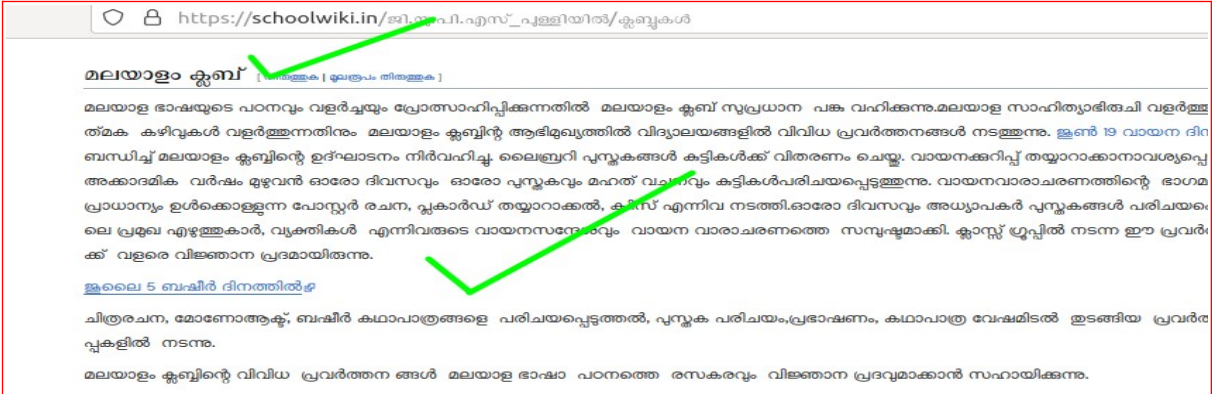 https://schoolwiki.in/ജി.യു.പി.എസ്_പുള്ളിയിൽ/ക്ലബ്ബുകൾ
മലയാളം ക്ലബ് [ തിരുത്തുക | മൂലരൂപം തിരുത്തുക ]
മലയാള ഭാഷയുടെ പഠനവും വളർച്ചയും പ്രോത്സാഹിപ്പിക്കുന്നതിൽ മലയാളം ക്ലബ് സുപ്രധാന പങ്കു വഹിക്കുന്നു.മലയാള സാഹിത്യാഭിരുചി വളർത്തു
ത്മക കഴിവുകൾ വളർത്തുന്നതിനും മലയാളം ക്ലബ്ബിന്റ ആഭിമുഖ്യത്തിൽ വിദ്യാലയങ്ങളിൽ വിവിധ പ്രവർത്തനങ്ങൾ നടത്തുന്നു. ജൂൺ 19 വായന ദിന
ബന്ധിച്ച് മലയാളം ക്ലബ്ബിന്റെ ഉദ്ഘാടനം നിർവഹിച്ചു. ലൈബ്രറി പുസ്തകങ്ങൾ കുട്ടികൾക്ക് വിതരണം ചെയ്തു. വായനക്കുറിപ്പ് തയ്യാറാക്കാനാവശ്യപ്പെ
അക്കാദമിക വർഷം മുഴുവൻ ഓരോ ദിവസവും ഓരോ പുസ്തകവും മഹത് വചനവും കുട്ടികൾപരിചയപ്പെടുത്തുന്നു. വായനവാരാചരണത്തിന്റെ ഭാഗമ
പ്രാധാന്യം ഉൾക്കൊള്ളുന്ന പോസ്റ്റർ രചന, പ്ലകാർഡ് തയ്യാറാക്കൽ, ക്വിസ് എന്നിവ നടത്തി.ഓരോ ദിവസവും അധ്യാപകർ പുസ്തകങ്ങൾ പരിചയപ്പെ
ലെ പ്രമുഖ എഴുത്തുകാർ, വ്യക്തികൾ എന്നിവരുടെ വായനസന്ദേശവും വായന വാരാചരണത്തെ സമ്പുഷ്ടമാക്കി. ക്ലാസ്സ് ഗ്രൂപ്പിൽ നടന്ന ഈ പ്രവർ
ക്ക് വളരെ വിജ്ഞാന പ്രദമായിരുന്നു.
ജൂലൈ 5 ബഷീർ ദിനത്തിൽ
ചിത്രരചന, മോണോആക്ട്, ബഷീർ കഥാപാത്രങ്ങളെ പരിചയപ്പെടുത്തൽ, പുസ്തക പരിചയം,പ്രഭാഷണം, കഥാപാത്ര വേഷമിടൽ തുടങ്ങിയ പ്രവർത
പ്പുകളിൽ നടന്നു.
മലയാളം ക്ലബ്ബിന്റെ വിവിധ പ്രവർത്തന ങ്ങൾ മലയാള ഭാഷാ പഠനത്തെ രസകരവും വിജ്ഞാന പ്രദവുമാക്കാൻ സഹായിക്കുന്നു.